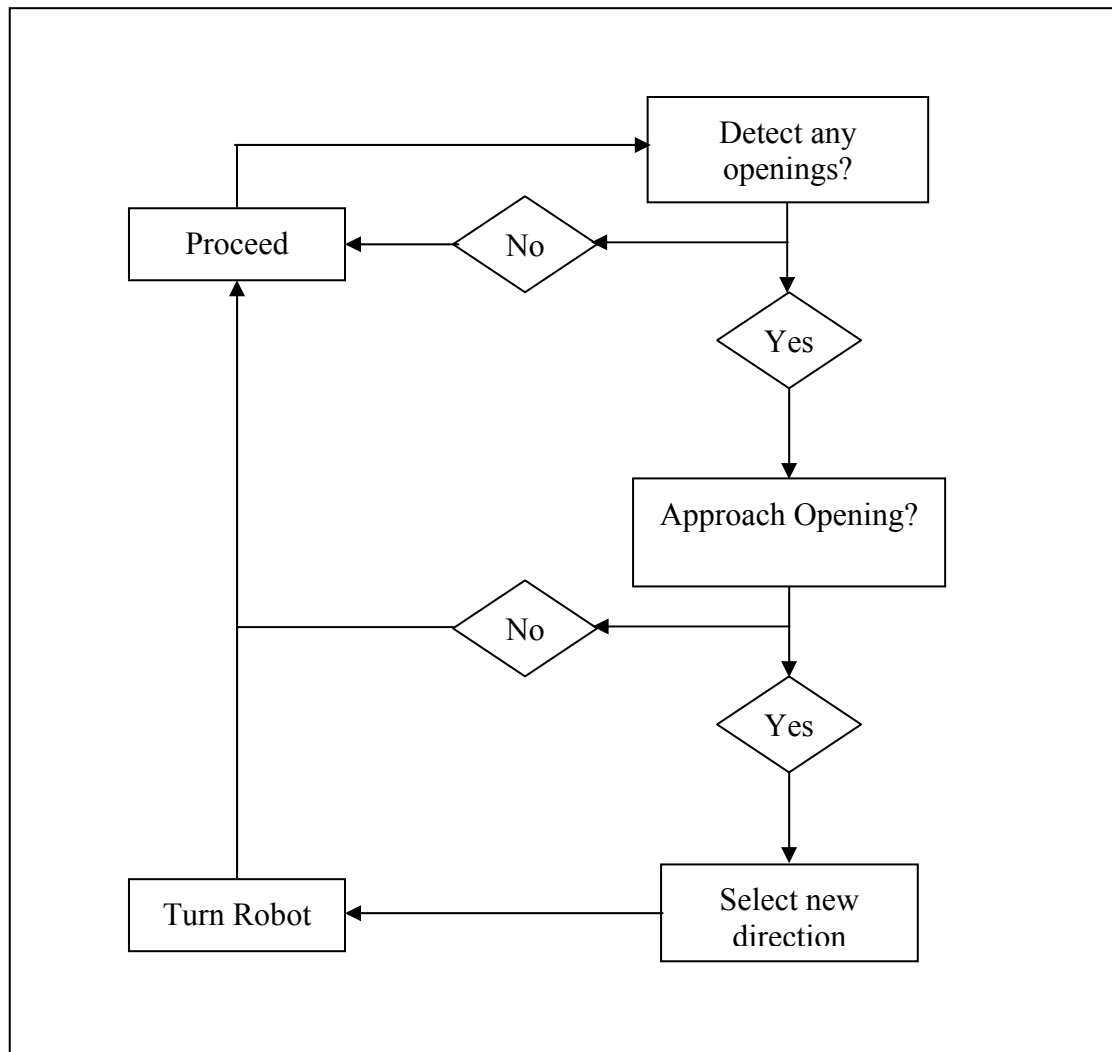 Detect any
openings?
Proceed
No
Yes
Approach Opening?
No
Yes
Select new
direction
Turn Robot